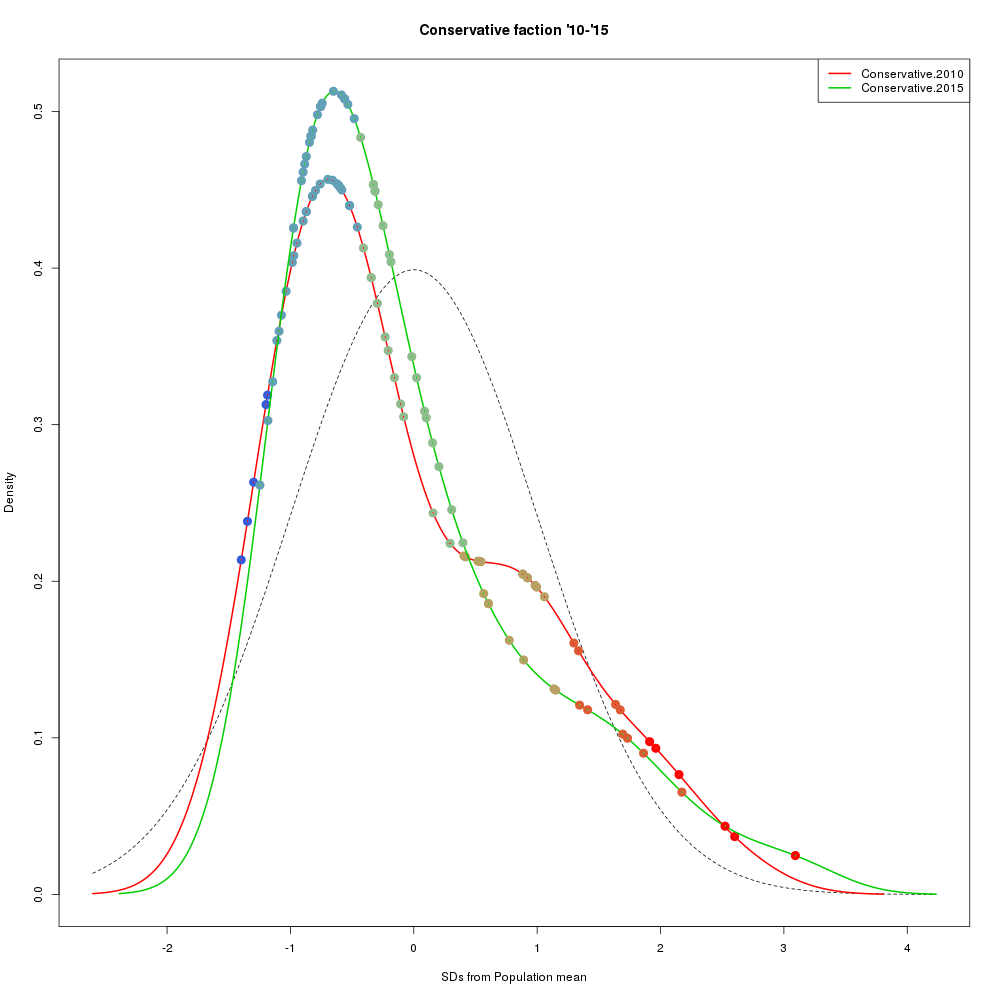 Conservative faction '10-'15
Conservative.2010
Conservative.2015
Density
0.0
0.1
0.2
0.3
0.4
0.5
-2
-1
0
1
2
3
4
SDs from Population mean